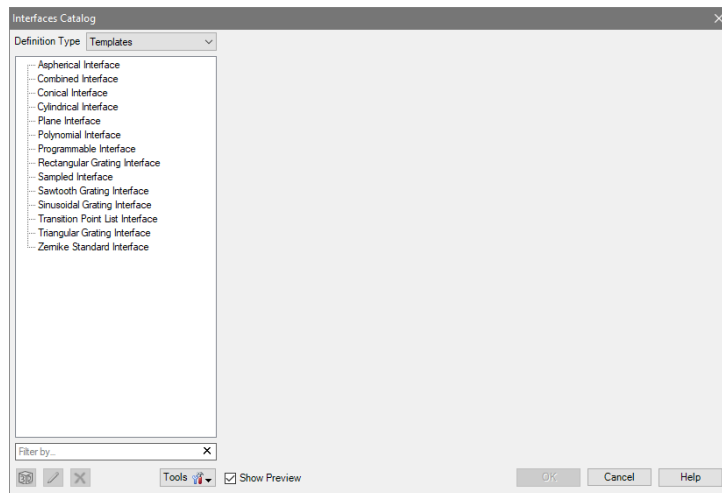 Interfaces Catalog
Definition Type Templates
Aspherical Interface
Combined Interface
Conical Interface
Cylindrical Interface
Plane Interface
Polynomial Interface
Programmable Interface
Rectangular Grating Interface
Sampled Interface
Sawtooth Grating Interface
Sinusoidal Grating Interface
Transition Point List Interface
Triangular Grating Interface
Zernike Standard Interface
Filter by...
Tools Show Preview OK Cancel Help